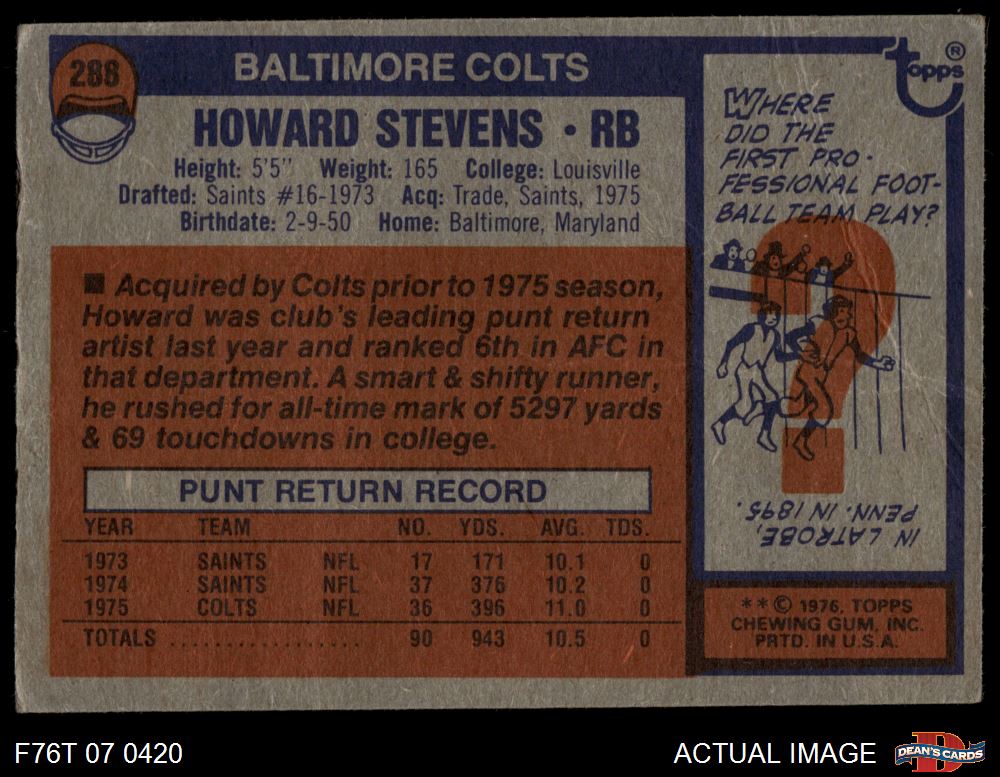 288
BALTIMORE COLTS
HOWARD STEVENS • RB
Height: 5'5" Weight: 165 College: Louisville
Drafted: Saints #16-1973 Acq: Trade, Saints, 1975
Birthdate: 2-9-50 Home: Baltimore, Maryland
■ Acquired by Colts prior to 1975 season,
Howard was club's leading punt return
artist last year and ranked 6th in AFC in
that department. A smart & shifty runner,
he rushed for all-time mark of 5297 yards
& 69 touchdowns in college.
PUNT RETURN RECORD
YEAR TEAM NO. YDS. AVG. TDS.
1973 SAINTS NFL 17 171 10.1 0
1974 SAINTS NFL 37 376 10.2 0
1975 COLTS NFL 36 396 11.0 0
TOTALS .................. 90 943 10.5 0
Topps ®
WHERE
DID THE
FIRST PRO-
FESSIONAL FOOT-
BALL TEAM PLAY?
?
IN LATROBE,
PENN. IN 1895.
**© 1976, TOPPS
CHEWING GUM, INC.
PRTD. IN U.S.A.
F76T 07 0420
ACTUAL IMAGE
D
DEAN'S CARDS